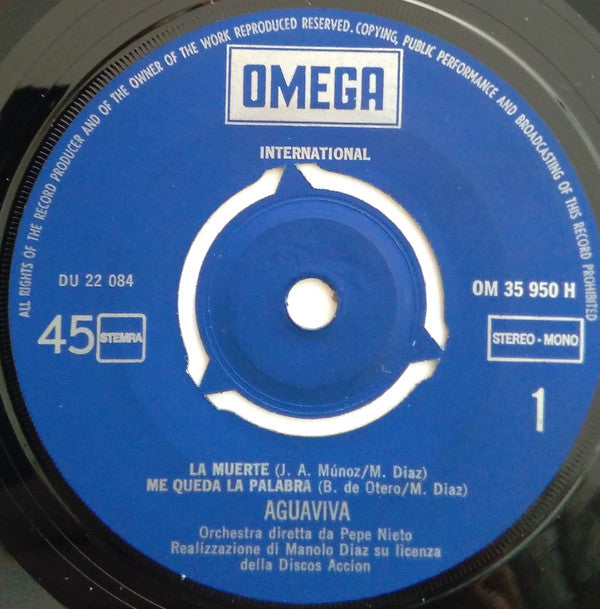 ALL RIGHTS OF THE RECORD PRODUCER AND OF THE OWNER OF THE WORK REPRODUCED RESERVED. COPYING, PUBLIC PERFORMANCE AND BROADCASTING OF THIS RECORD PROHIBITED
OMEGA
INTERNATIONAL
DU 22 084
OM 35 950 H
45 STEMRA
STEREO - MONO
1
LA MUERTE (J. A. Múnoz/M. Diaz)
ME QUEDA LA PALABRA (B. de Otero/M. Diaz)
AGUAVIVA
Orchestra diretta da Pepe Nieto
Realizzazione di Manolo Diaz su licenza
della Discos Accion